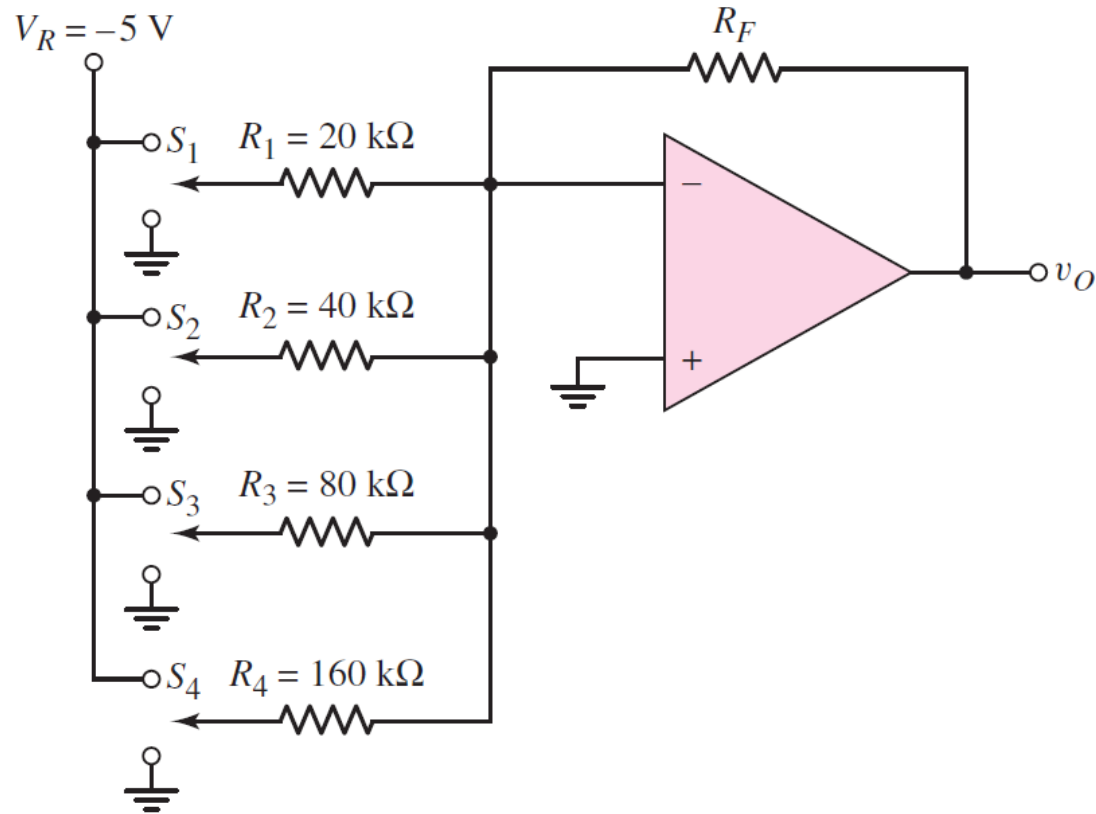 V_R = –5 V
R_F
S_1 R_1 = 20 kΩ
–
S_2 R_2 = 40 kΩ
v_O
+
S_3 R_3 = 80 kΩ
S_4 R_4 = 160 kΩ